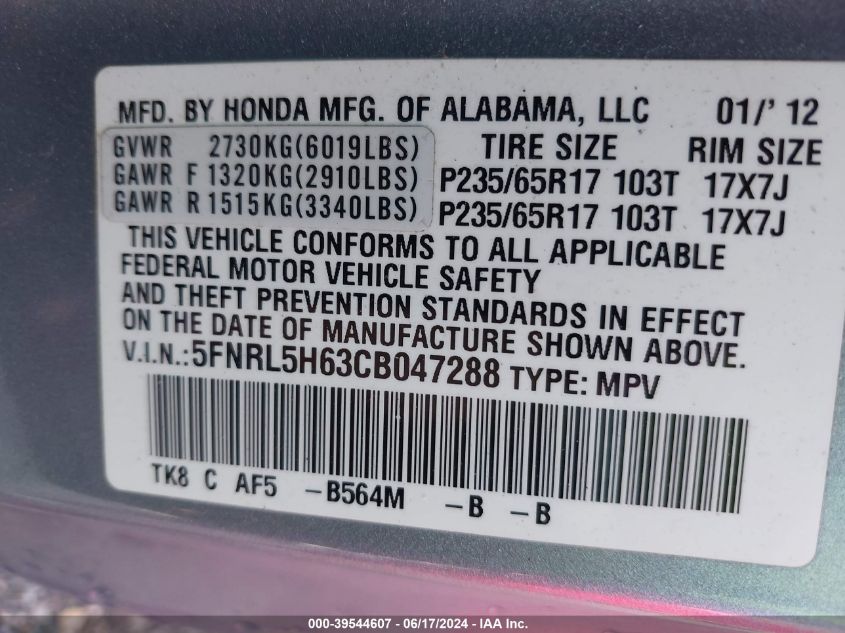 MFD. BY HONDA MFG. OF ALABAMA, LLC 01/' 12
GVWR 2730KG(6019LBS) TIRE SIZE RIM SIZE
GAWR F 1320KG(2910LBS) P235/65R17 103T 17X7J
GAWR R 1515KG(3340LBS) P235/65R17 103T 17X7J
THIS VEHICLE CONFORMS TO ALL APPLICABLE
FEDERAL MOTOR VEHICLE SAFETY
AND THEFT PREVENTION STANDARDS IN EFFECT
ON THE DATE OF MANUFACTURE SHOWN ABOVE.
V.I.N.:5FNRL5H63CB047288 TYPE: MPV
TK8 C AF5 -B564M -B -B
000-39544607 - 06/17/2024 - IAA Inc.